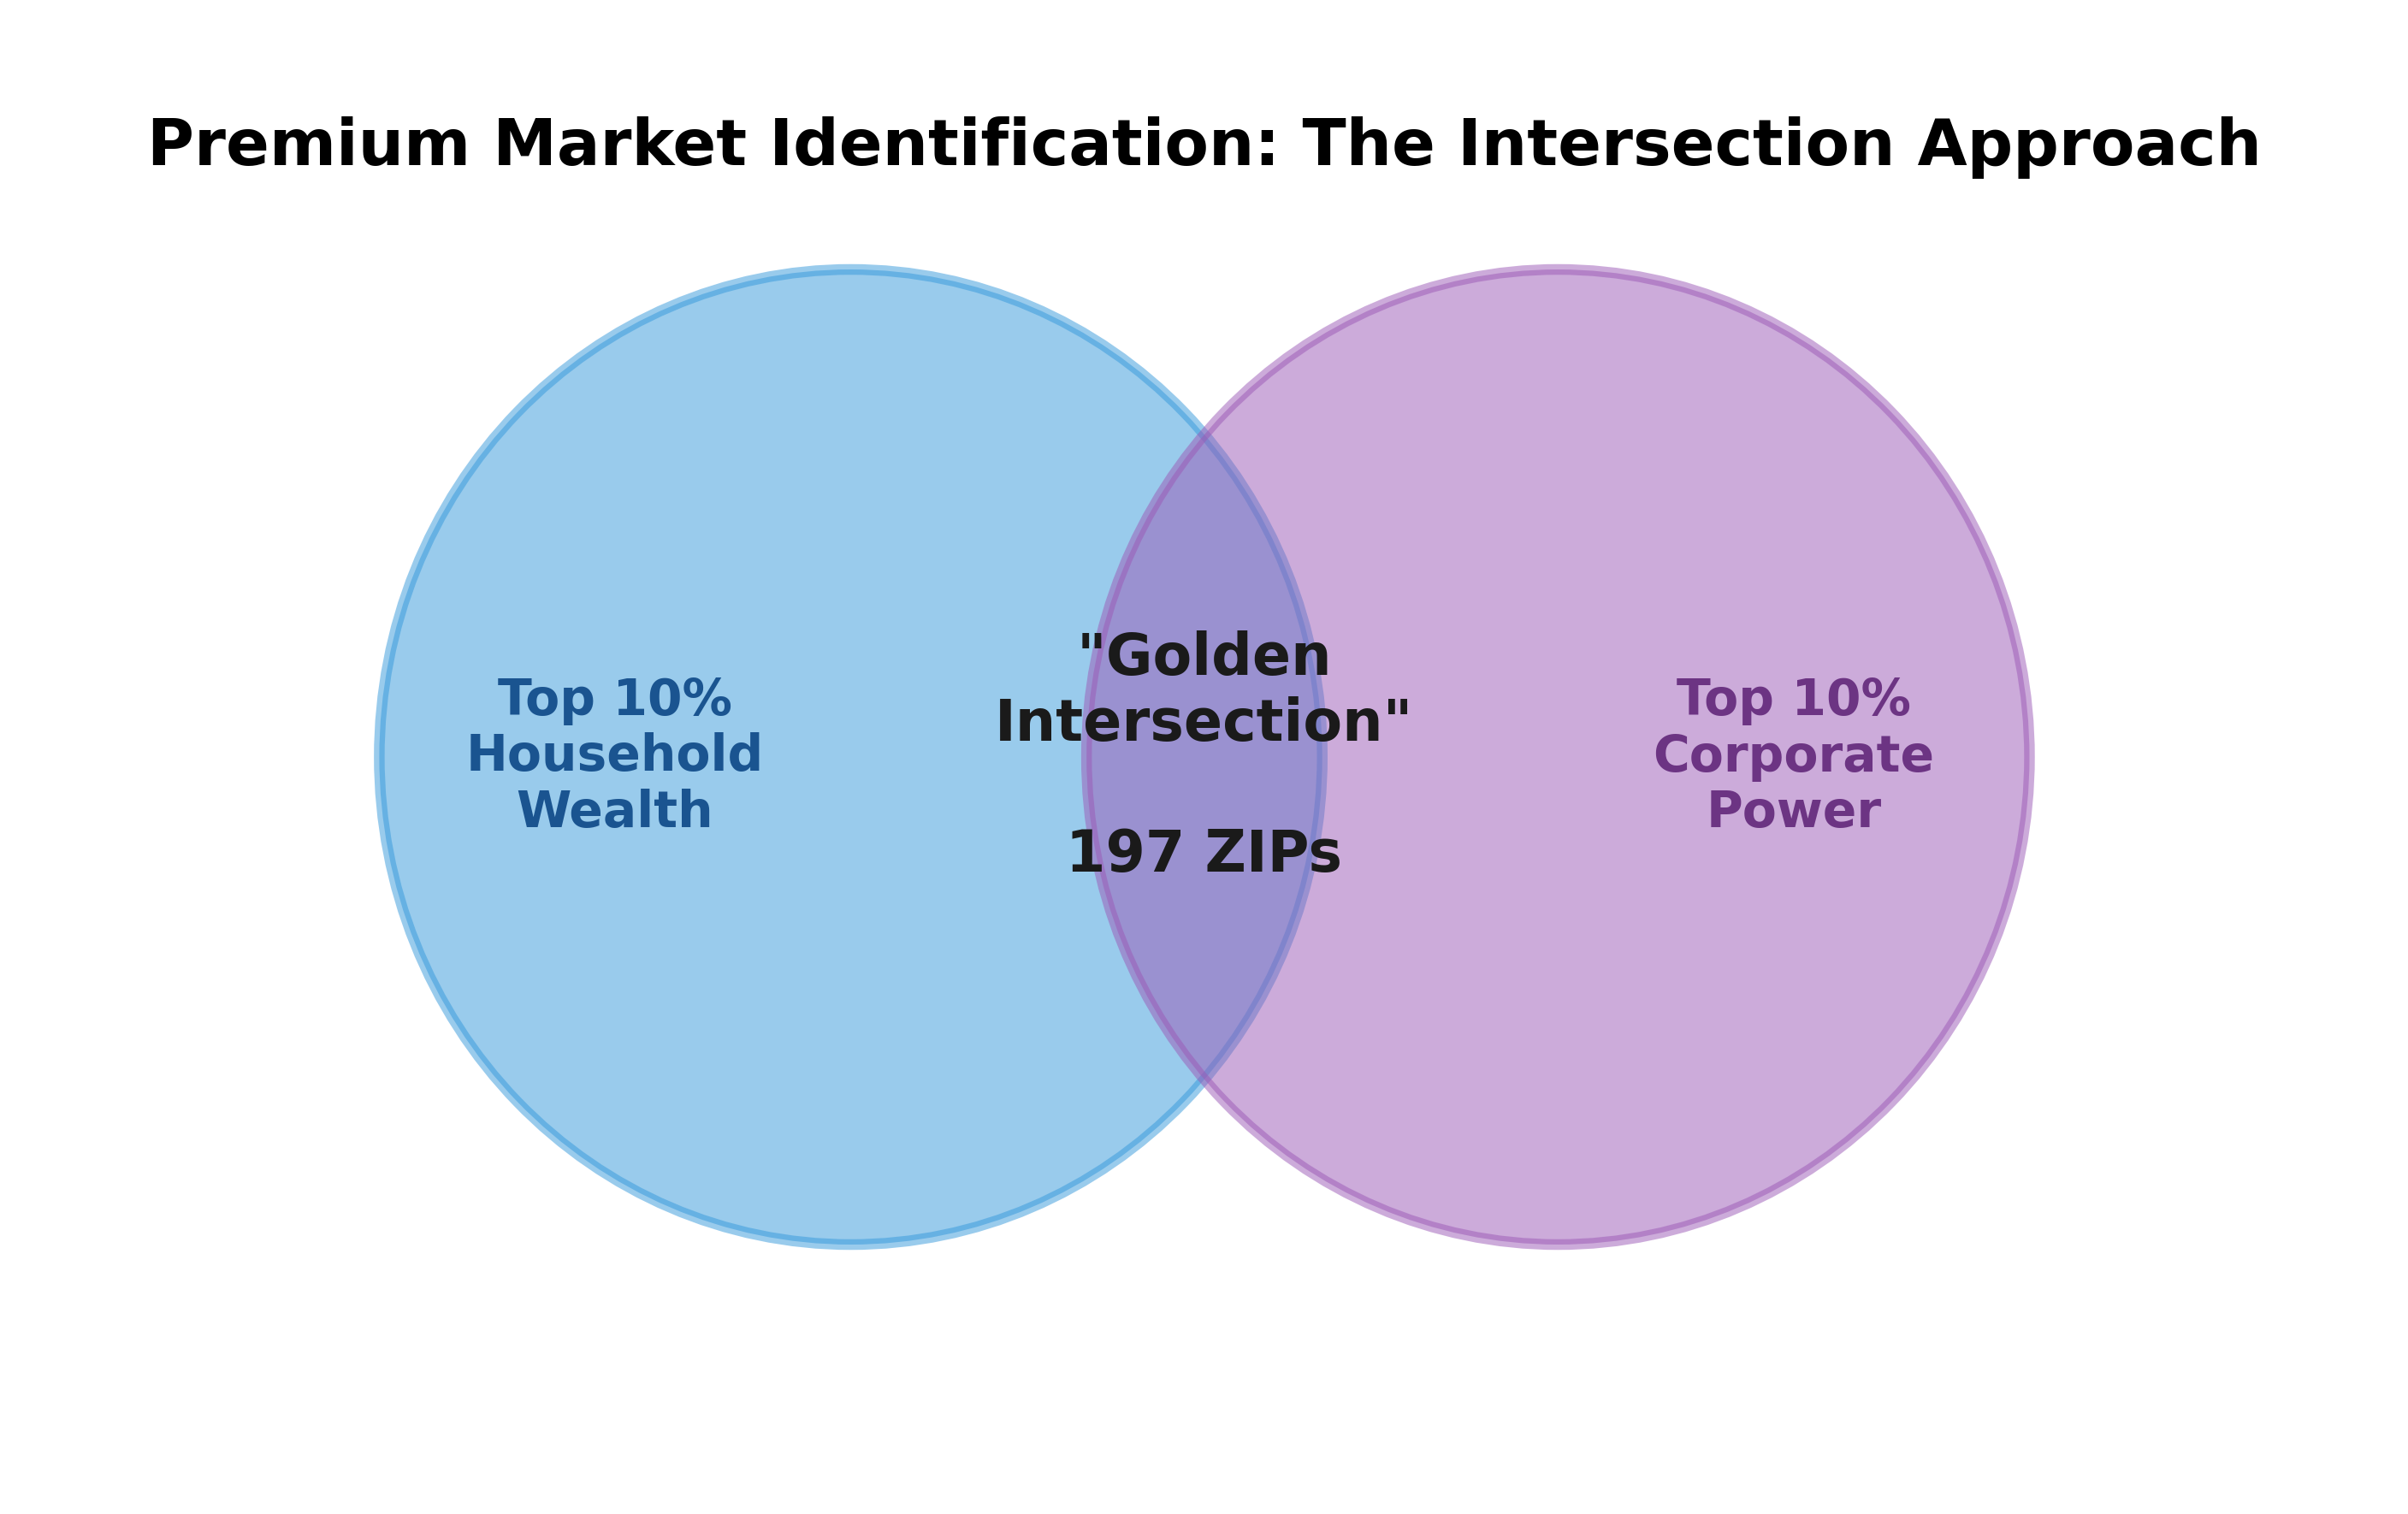 Premium Market Identification: The Intersection Approach
Top 10%
Household
Wealth
"Golden
Intersection"
197 ZIPs
Top 10%
Corporate
Power